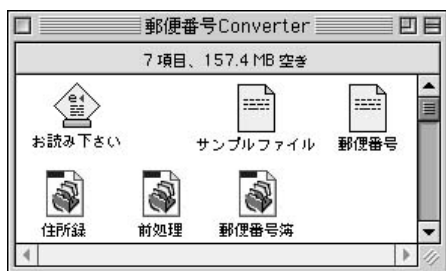 郵便番号Converter
7項目、157.4 MB 空き
お読み下さい
サンプルファイル
郵便番号
住所録
前処理
郵便番号簿